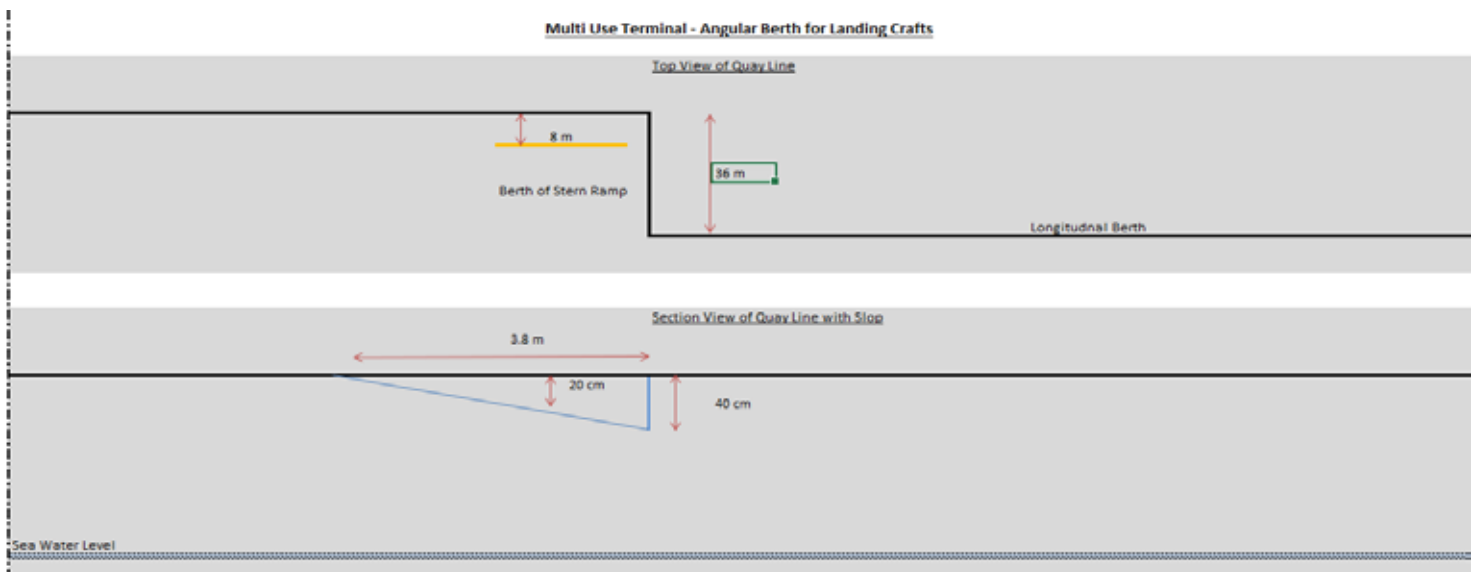 Multi Use Terminal - Angular Berth for Landing Crafts
Top View of Quay Line
8 m
36 m
Berth of Stern Ramp
Longitudnal Berth
Section View of Quay Line with Slop
3.8 m
20 cm
40 cm
Sea Water Level